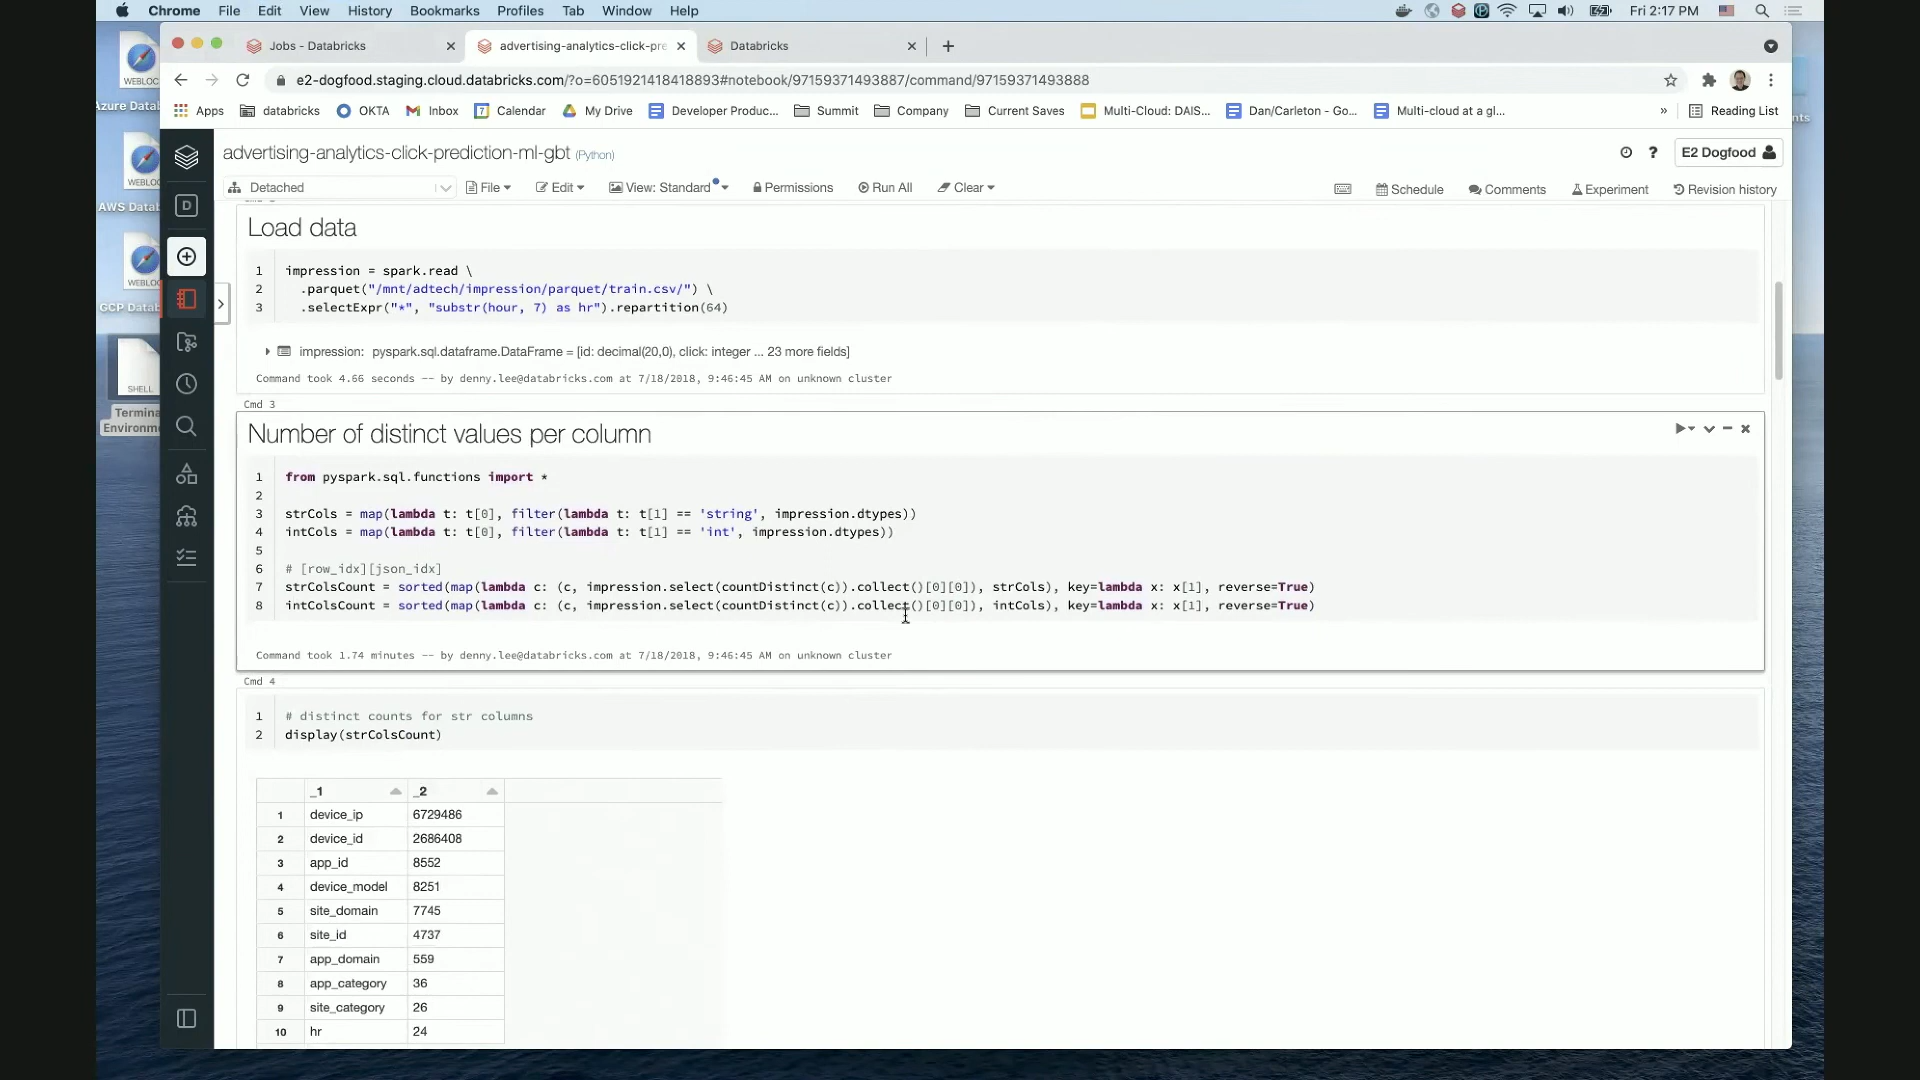 Chrome File Edit View History Bookmarks Profiles Tab Window Help Fri 2:17 PM
Jobs - Databricks
advertising-analytics-click-pre
Databricks
e2-dogfood.staging.cloud.databricks.com/?o=6051921418418893#notebook/97159371493887/command/97159371493888
Apps databricks OKTA Inbox Calendar My Drive Developer Produc... Summit Company Current Saves Multi-Cloud: DAIS... Dan/Carleton - Go... Multi-cloud at a gl... » Reading List
WEBLOC
Azure Datab
WEBLOC
AWS Datab
WEBLOC
GCP Datab
SHELL
Termina
Environme
advertising-analytics-click-prediction-ml-gbt (Python)
E2 Dogfood
Detached File Edit View: Standard Permissions Run All Clear Schedule Comments Experiment Revision history
Load data
1 impression = spark.read \
2 .parquet("/mnt/adtech/impression/parquet/train.csv/") \
3 .selectExpr("*", "substr(hour, 7) as hr").repartition(64)
impression: pyspark.sql.dataframe.DataFrame = [id: decimal(20,0), click: integer ... 23 more fields]
Command took 4.66 seconds -- by denny.lee@databricks.com at 7/18/2018, 9:46:45 AM on unknown cluster
Cmd 3
Number of distinct values per column
1 from pyspark.sql.functions import *
2
3 strCols = map(lambda t: t[0], filter(lambda t: t[1] == 'string', impression.dtypes))
4 intCols = map(lambda t: t[0], filter(lambda t: t[1] == 'int', impression.dtypes))
5
6 # [row_idx][json_idx]
7 strColsCount = sorted(map(lambda c: (c, impression.select(countDistinct(c)).collect()[0][0]), strCols), key=lambda x: x[1], reverse=True)
8 intColsCount = sorted(map(lambda c: (c, impression.select(countDistinct(c)).collect()[0][0]), intCols), key=lambda x: x[1], reverse=True)
Command took 1.74 minutes -- by denny.lee@databricks.com at 7/18/2018, 9:46:45 AM on unknown cluster
Cmd 4
1 # distinct counts for str columns
2 display(strColsCount)
_1 _2
1 device_ip 6729486
2 device_id 2686408
3 app_id 8552
4 device_model 8251
5 site_domain 7745
6 site_id 4737
7 app_domain 559
8 app_category 36
9 site_category 26
10 hr 24